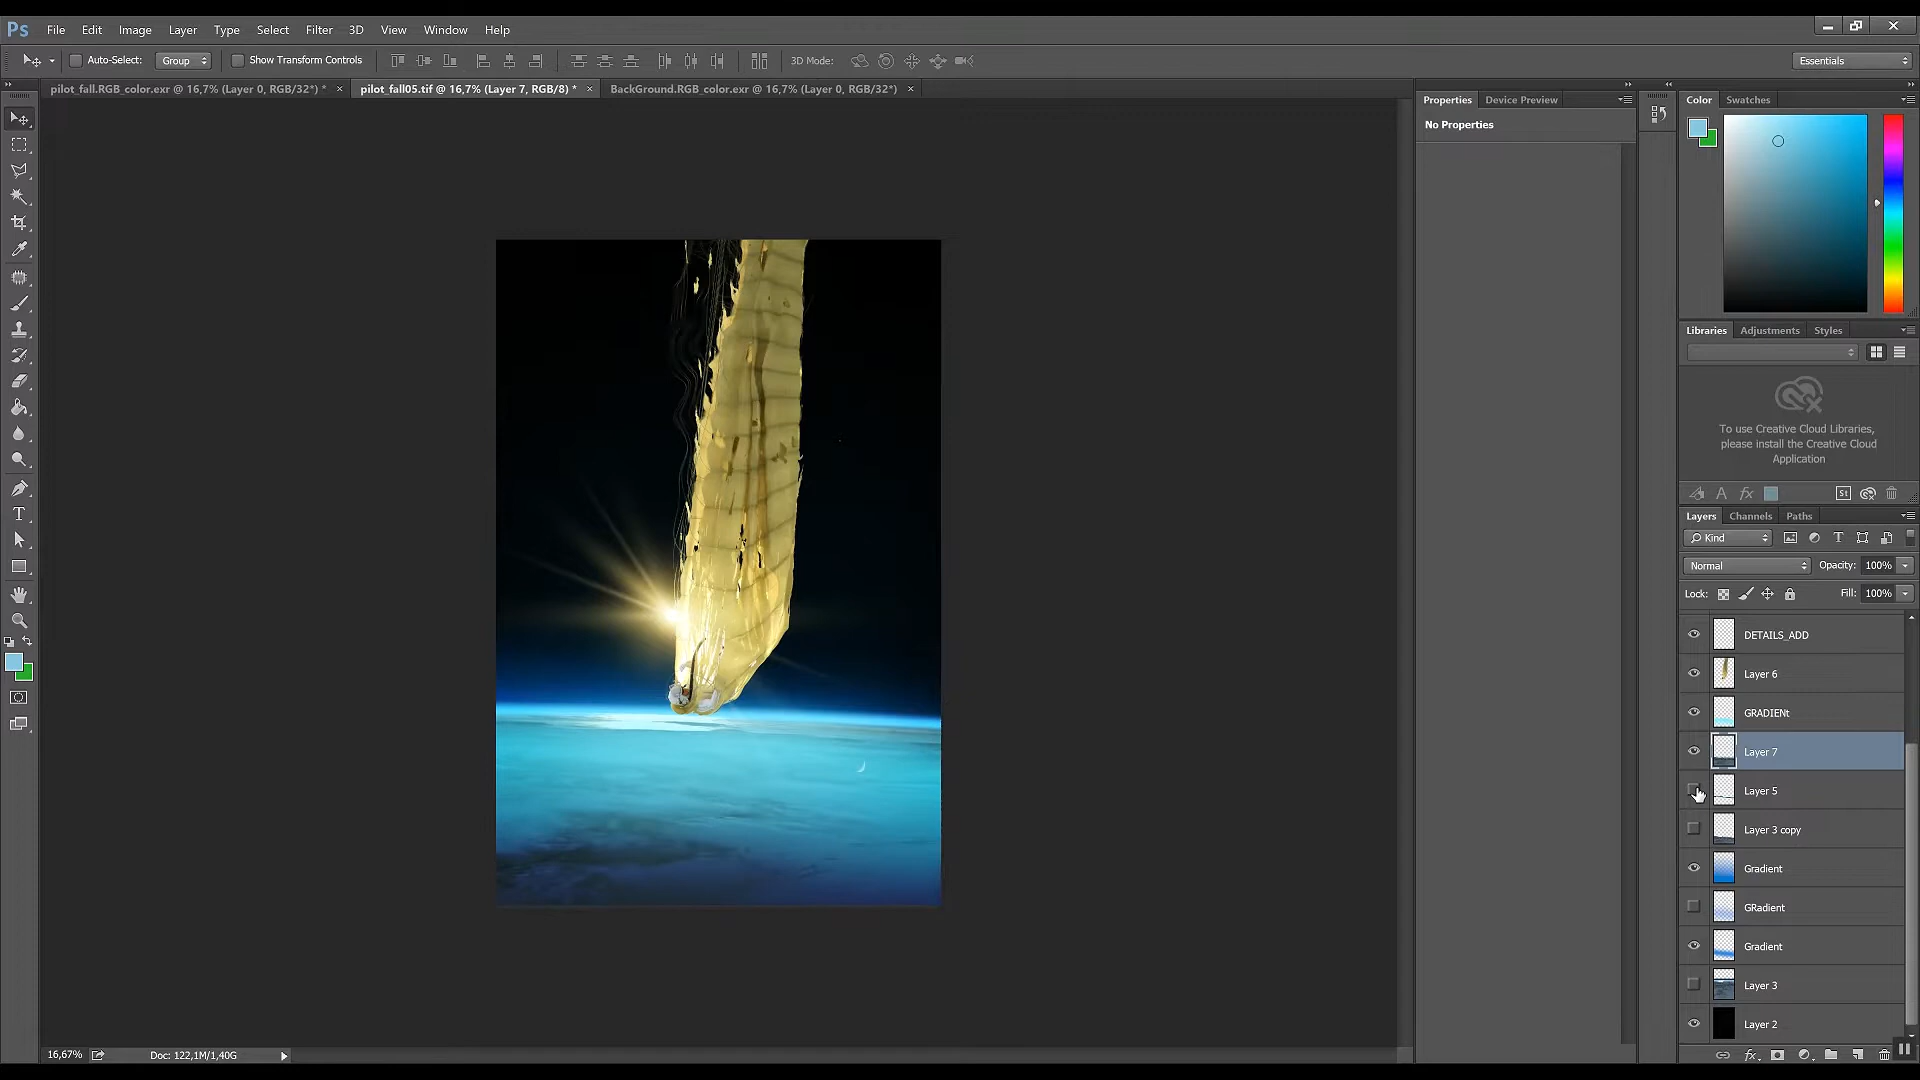 Ps File Edit Image Layer Type Select Filter 3D View Window Help
Auto-Select: Group Show Transform Controls 3D Mode: Essentials
pilot_fall.RGB_color.exr @ 16,7% (Layer 0, RGB/32*) * × pilot_fall05.tif @ 16,7% (Layer 7, RGB/8) * × BackGround.RGB_color.exr @ 16,7% (Layer 0, RGB/32*) ×
Properties Device Preview
No Properties
Color Swatches
Libraries Adjustments Styles
To use Creative Cloud Libraries,
please install the Creative Cloud
Application
A fx St
Layers Channels Paths
Kind T
Normal Opacity: 100%
Lock: Fill: 100%
DETAILS_ADD
Layer 6
GRADIENt
Layer 7
Layer 5
Layer 3 copy
Gradient
GRadient
Gradient
Layer 3
Layer 2
fx
T
16,67% Doc: 122,1M/1,40G